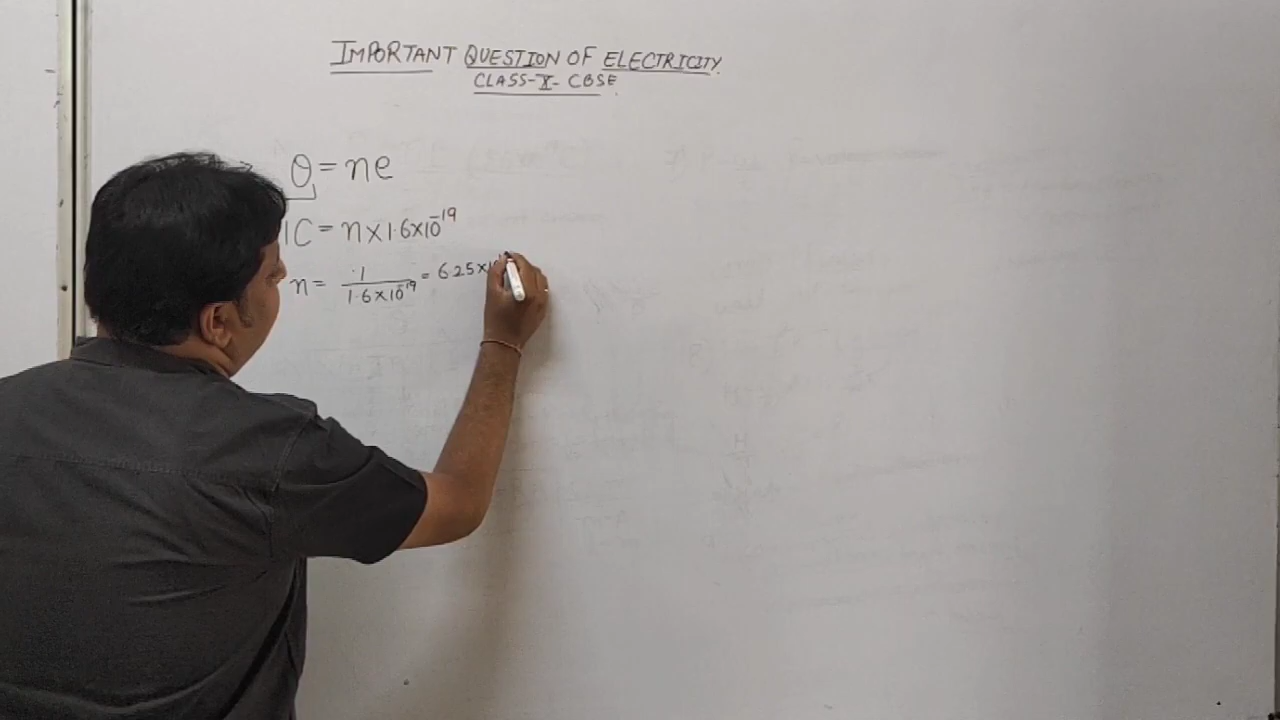 IMPORTANT QUESTION OF ELECTRICITY
CLASS-X- CBSE
Q = ne
1C = n×1.6×10⁻¹⁹
n = 1/1.6×10⁻¹⁹ = 6.25×10